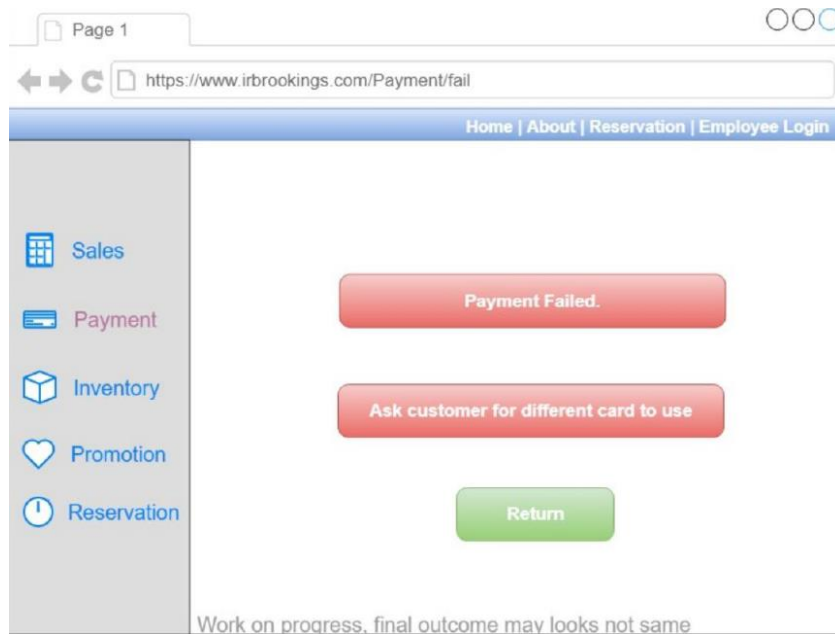 Page 1
https://www.irbrookings.com/Payment/fail
Home | About | Reservation | Employee Login
Sales
Payment
Inventory
Promotion
Reservation
Payment Failed.
Ask customer for different card to use
Return
Work on progress, final outcome may looks not same